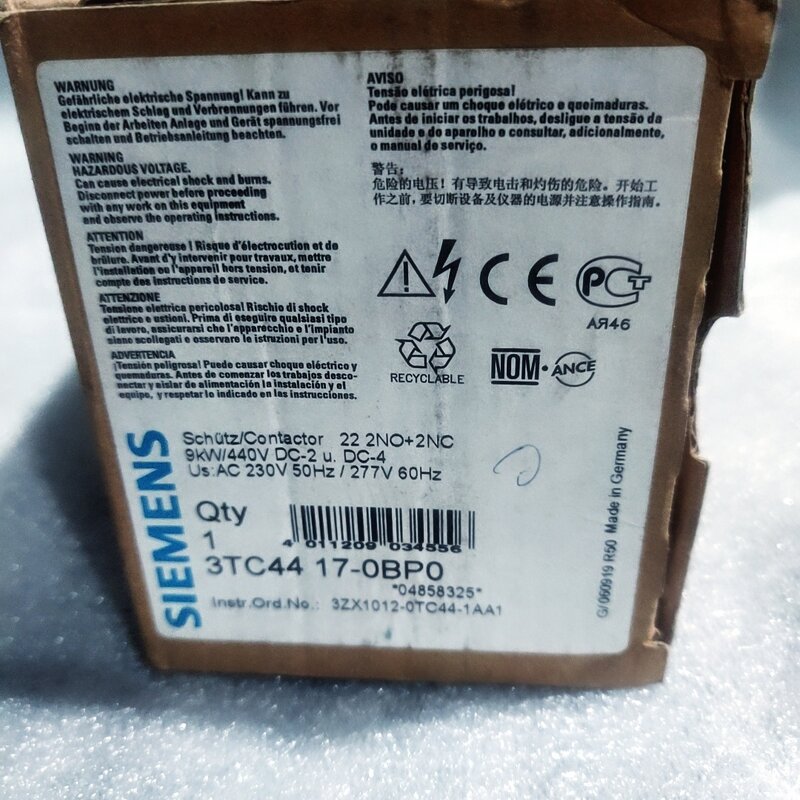 WARNUNG
Gefährliche elektrische Spannung! Kann zu
elektrischem Schlag und Verbrennungen führen. Vor
Beginn der Arbeiten Anlage und Gerät spannungsfrei
schalten und Betriebsanleitung beachten.
WARNING
HAZARDOUS VOLTAGE.
Can cause electrical shock and burns.
Disconnect power before proceeding
with any work on this equipment
and observe the operating instructions.
ATTENTION
Tension dangereuse ! Risque d'électrocution et de
brûlure. Avant d'y intervenir pour travaux, mettre
l'installation ou l'appareil hors tension, et tenir
compte des instructions de service.
ATTENZIONE
Tensione elettrica pericolosa! Rischio di shock
elettrico e ustioni. Prima di eseguire qualsiasi tipo
di lavoro, assicurarsi che l'apparecchio e l'impianto
siano scollegati e osservare le istruzioni per l'uso.
ADVERTENCIA
¡Tensión peligrosa! Puede causar choque eléctrico y
quemaduras. Antes de comenzar los trabajos desco-
nectar y aislar de alimentación la instalación y el
equipo, y respetar lo indicado en las instrucciones.
AVISO
Tensão elétrica perigosa!
Pode causar um choque elétrico e queimaduras.
Antes de iniciar os trabalhos, desligue a tensão da
unidade e do aparelho e consultar, adicionalmente,
o manual do serviço.
警告:
危险的电压! 有导致电击和灼伤的危险。开始工
作之前, 要切断设备及仪器的电源并注意操作指南。
CE
PCT
АЯ46
RECYCLABLE
NOM-ANCE
SIEMENS
Schütz/Contactor 22 2NO+2NC
9kW/440V DC-2 u. DC-4
Us:AC 230V 50Hz / 277V 60Hz
Qty
1
4 011209 034556
3TC44 17-0BP0
*04858325*
Instr.Ord.No.: 3ZX1012-0TC44-1AA1
G/060919 R50 Made in Germany